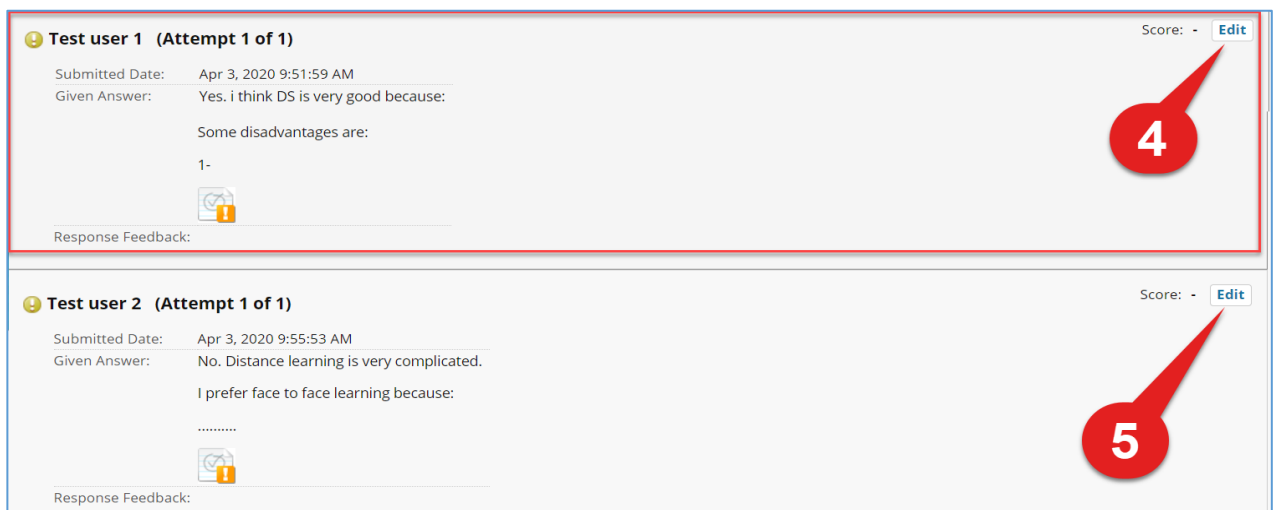 Test user 1 (Attempt 1 of 1)
Score: - Edit
Submitted Date: Apr 3, 2020 9:51:59 AM
Given Answer: Yes. i think DS is very good because:
Some disadvantages are:
1-
Response Feedback:
4
Test user 2 (Attempt 1 of 1)
Score: - Edit
Submitted Date: Apr 3, 2020 9:55:53 AM
Given Answer: No. Distance learning is very complicated.
I prefer face to face learning because:
..........
Response Feedback:
5